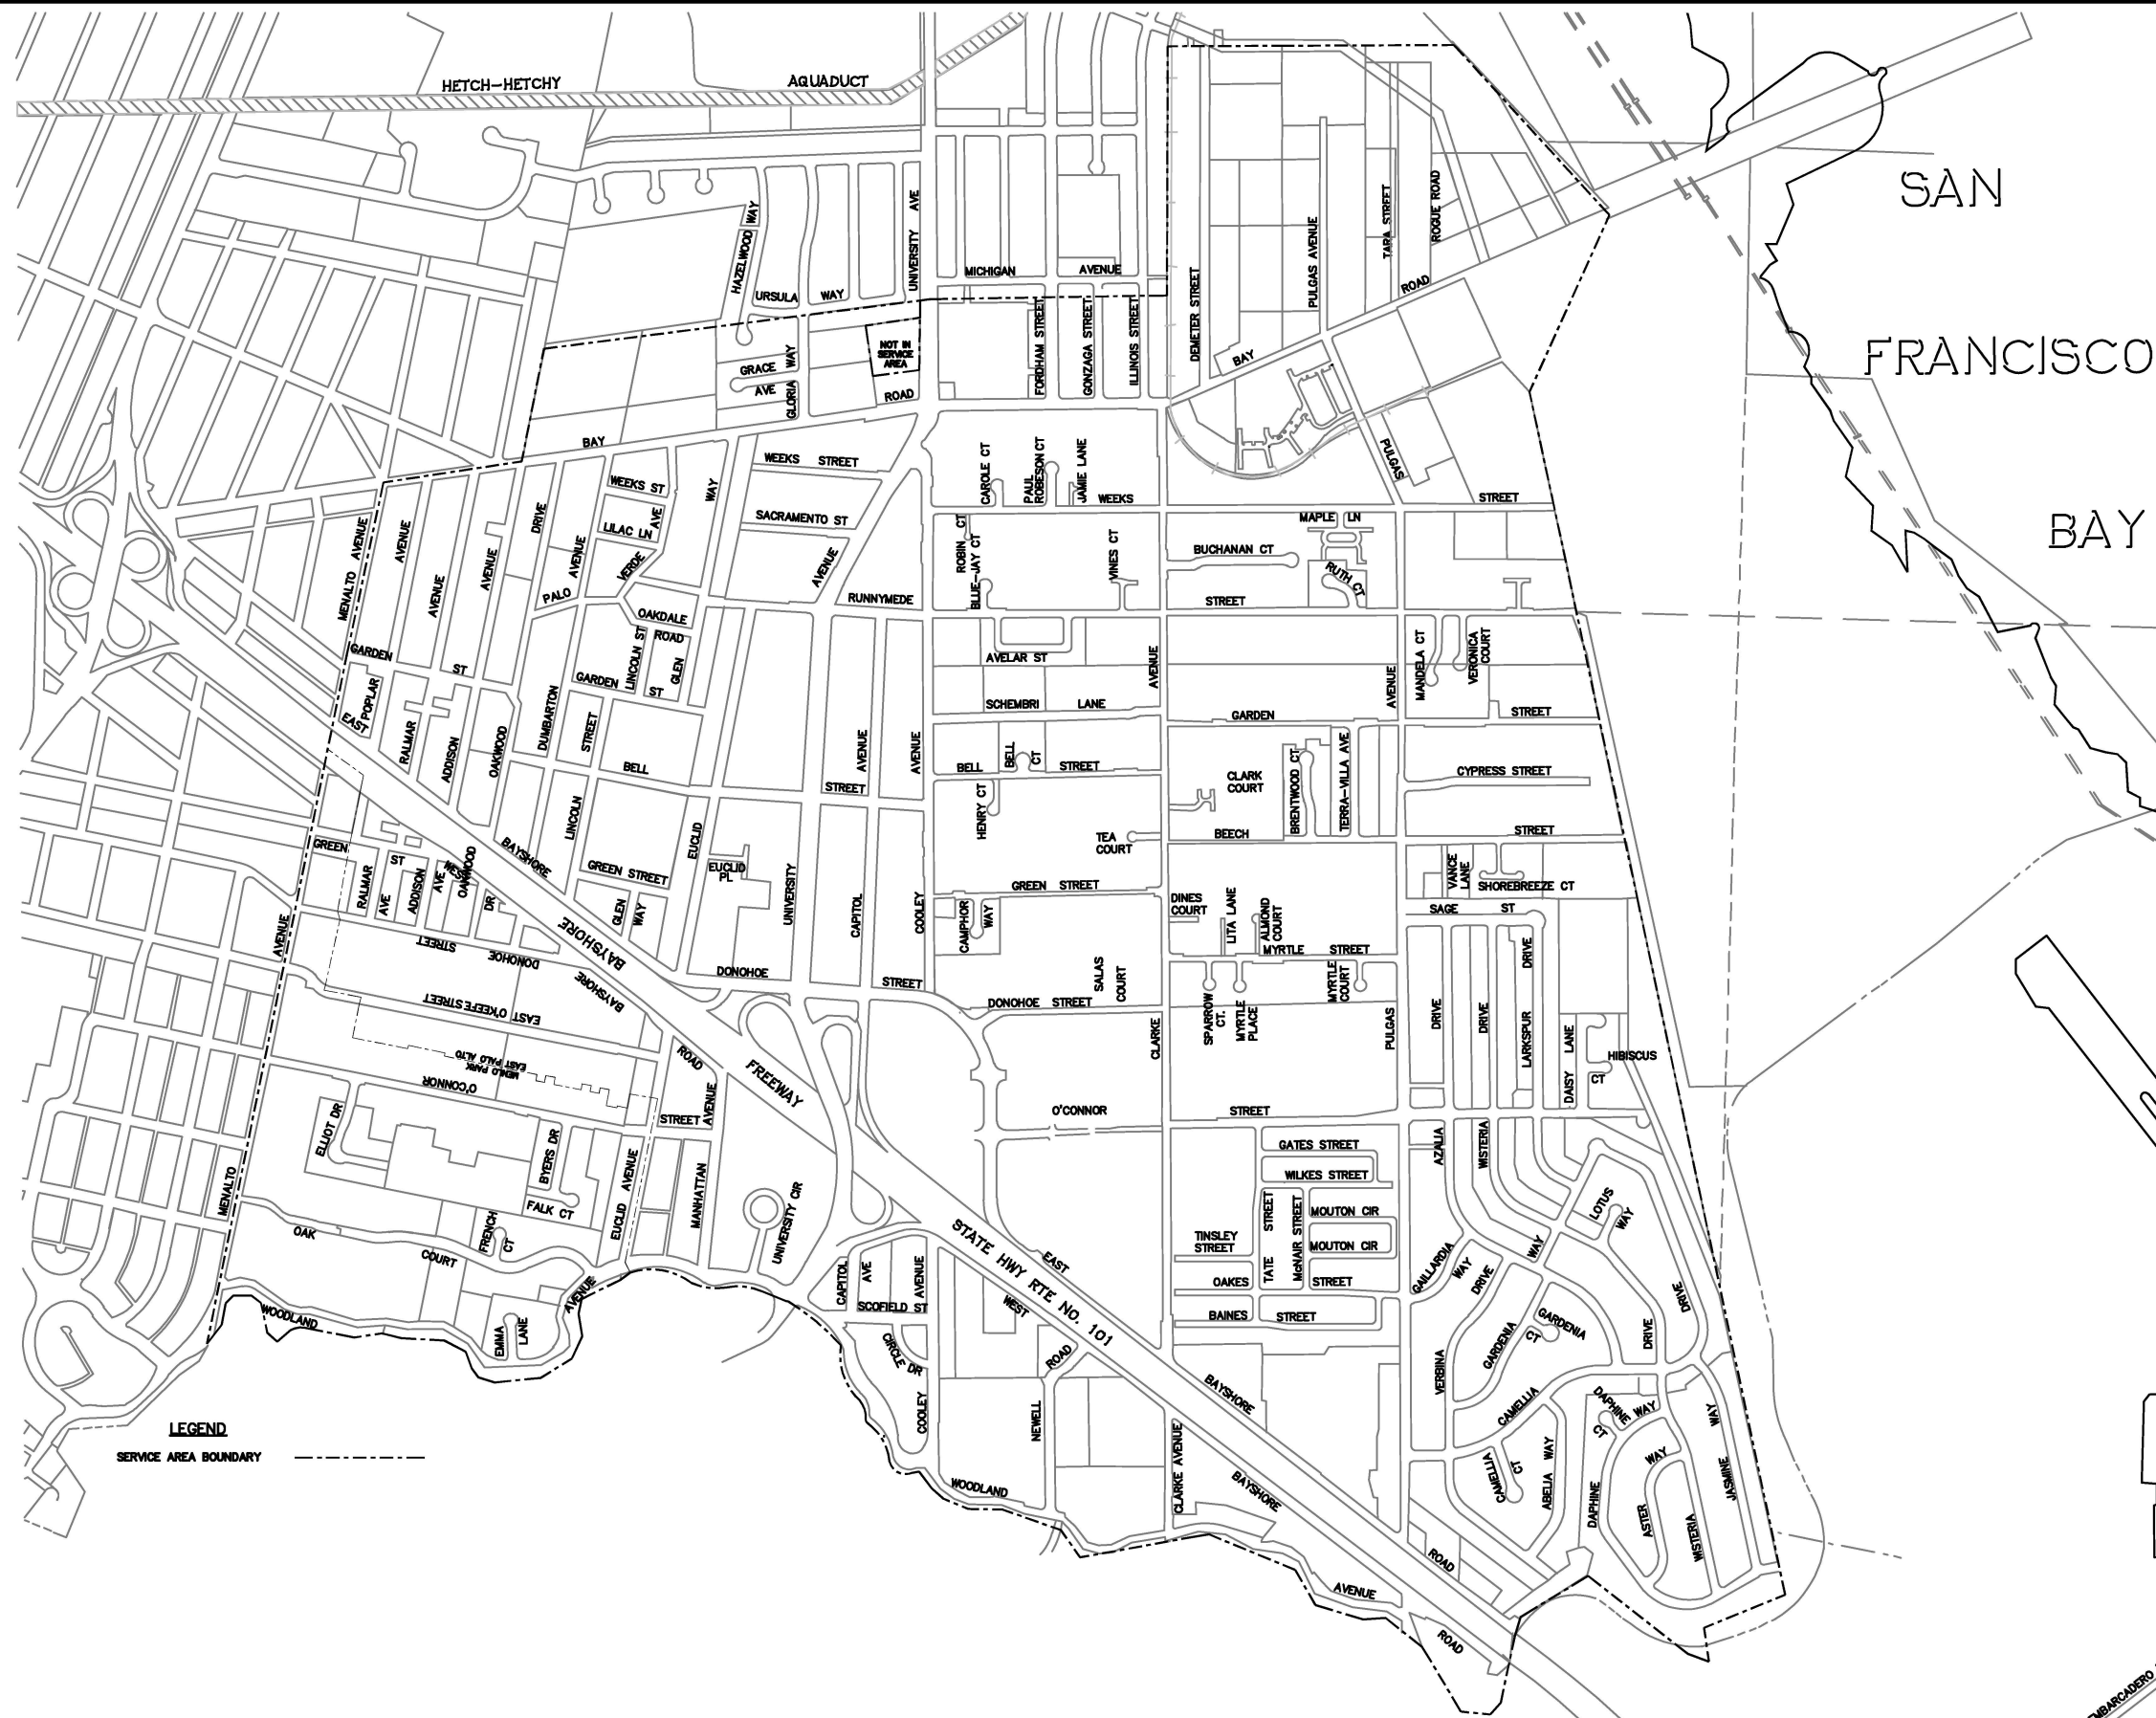 HETCH-HETCHY
AQUADUCT
SAN
FRANCISCO
BAY
HAZELWOOD WAY
UNIVERSITY AVE
MICHIGAN AVENUE
URSULA WAY
DEMETER STREET
PULGAS AVENUE
TARA STREET
ROGUE ROAD
BAY ROAD
FORDHAM STREET
GONZAGA STREET
ILLINOIS STREET
NOT IN
SERVICE
AREA
GRACE AVE
GLORIA WAY
BAY ROAD
WEEKS STREET
WEEKS ST
WAY
SACRAMENTO ST
LILAC LN
VERDE AVE
PALO
AVENUE
DRIVE
AVENUE
AVENUE
AVENUE
MENALTO AVENUE
AVENUE
CAROLE CT
PAUL
ROBESON CT
JAMIE LANE
WEEKS
STREET
PULGAS
ROBIN CT
BLUE-JAY CT
VINES CT
MAPLE LN
BUCHANAN CT
RUTH CT
RUNNYMEDE
STREET
OAKDALE
ROAD
LINCOLN ST
GLEN
GARDEN ST
GARDEN ST
AVELAR ST
AVENUE
AVENUE
MANDELA CT
VERONICA
COURT
SCHEMBRI LANE
GARDEN
STREET
EAST
POPLAR
RALMAR
ADDISON
OAKWOOD
DUMBARTON
STREET
BELL
STREET
AVENUE
AVENUE
BELL
BELL CT
STREET
CLARK
COURT
BRENTWOOD CT
TERRA-VILLA AVE
CYPRESS STREET
HENRY CT
TEA
COURT
BEECH
STREET
GREEN
ST
RALMAR
AVE
ADDISON
AVE
WEST
OAKWOOD
DR
BAYSHORE
LINCOLN
EUCLID
EUCLID
PL
GREEN STREET
GLEN WAY
UNIVERSITY
CAPITOL
COOLEY
GREEN STREET
CAMPHOR WAY
DINES
COURT
LITA LANE
ALMOND
COURT
VANCE
LANE
SHOREBREEZE CT
SAGE ST
MYRTLE STREET
AVENUE
STREET
DONOHOE
BAYSHORE
BAYSHORE
DONOHOE
STREET
DONOHOE STREET
SALAS
COURT
SPARROW
CT.
MYRTLE
PLACE
MYRTLE
COURT
DRIVE
DRIVE
DRIVE
LARKSPUR
DAISY LANE
HIBISCUS
CT
EAST O'KEEFE STREET
MENLO PARK
EAST PALO ALTO
O'CONNOR
ROAD
FREEWAY
CLARKE
PULGAS
STREET
AVENUE
O'CONNOR
STREET
ELLIOT DR
BYERS DR
FALK CT
FRENCH
CT
EUCLID AVENUE
MANHATTAN
UNIVERSITY CIR
GATES STREET
WILKES STREET
AZALIA
WISTERIA
LOTUS
WAY
MENALTO
OAK
COURT
TINSLEY
STREET
TATE STREET
McNAIR STREET
MOUTON CIR
MOUTON CIR
OAKES
STREET
BAINES
STREET
GAILLARDIA
WAY
DRIVE
WAY
DRIVE
STATE HWY RTE NO. 101
EAST
WEST
CAPITOL AVE
AVENUE
SCOFIELD ST
CIRCLE DR
COOLEY
ROAD
NEWELL
WOODLAND
AVENUE
EMMA
LANE
GARDENIA
GARDENIA
CT
DRIVE
VERBINA
CAMELLIA
DAPHINE
CT
WAY
WAY
BAYSHORE
CLARKE AVENUE
BAYSHORE
WOODLAND
CAMELLIA
CT
ABELIA WAY
DAPHINE
WAY
ASTER
WISTERIA
JASMINE
ROAD
AVENUE
ROAD
LEGEND
SERVICE AREA BOUNDARY
EMBARCADERO